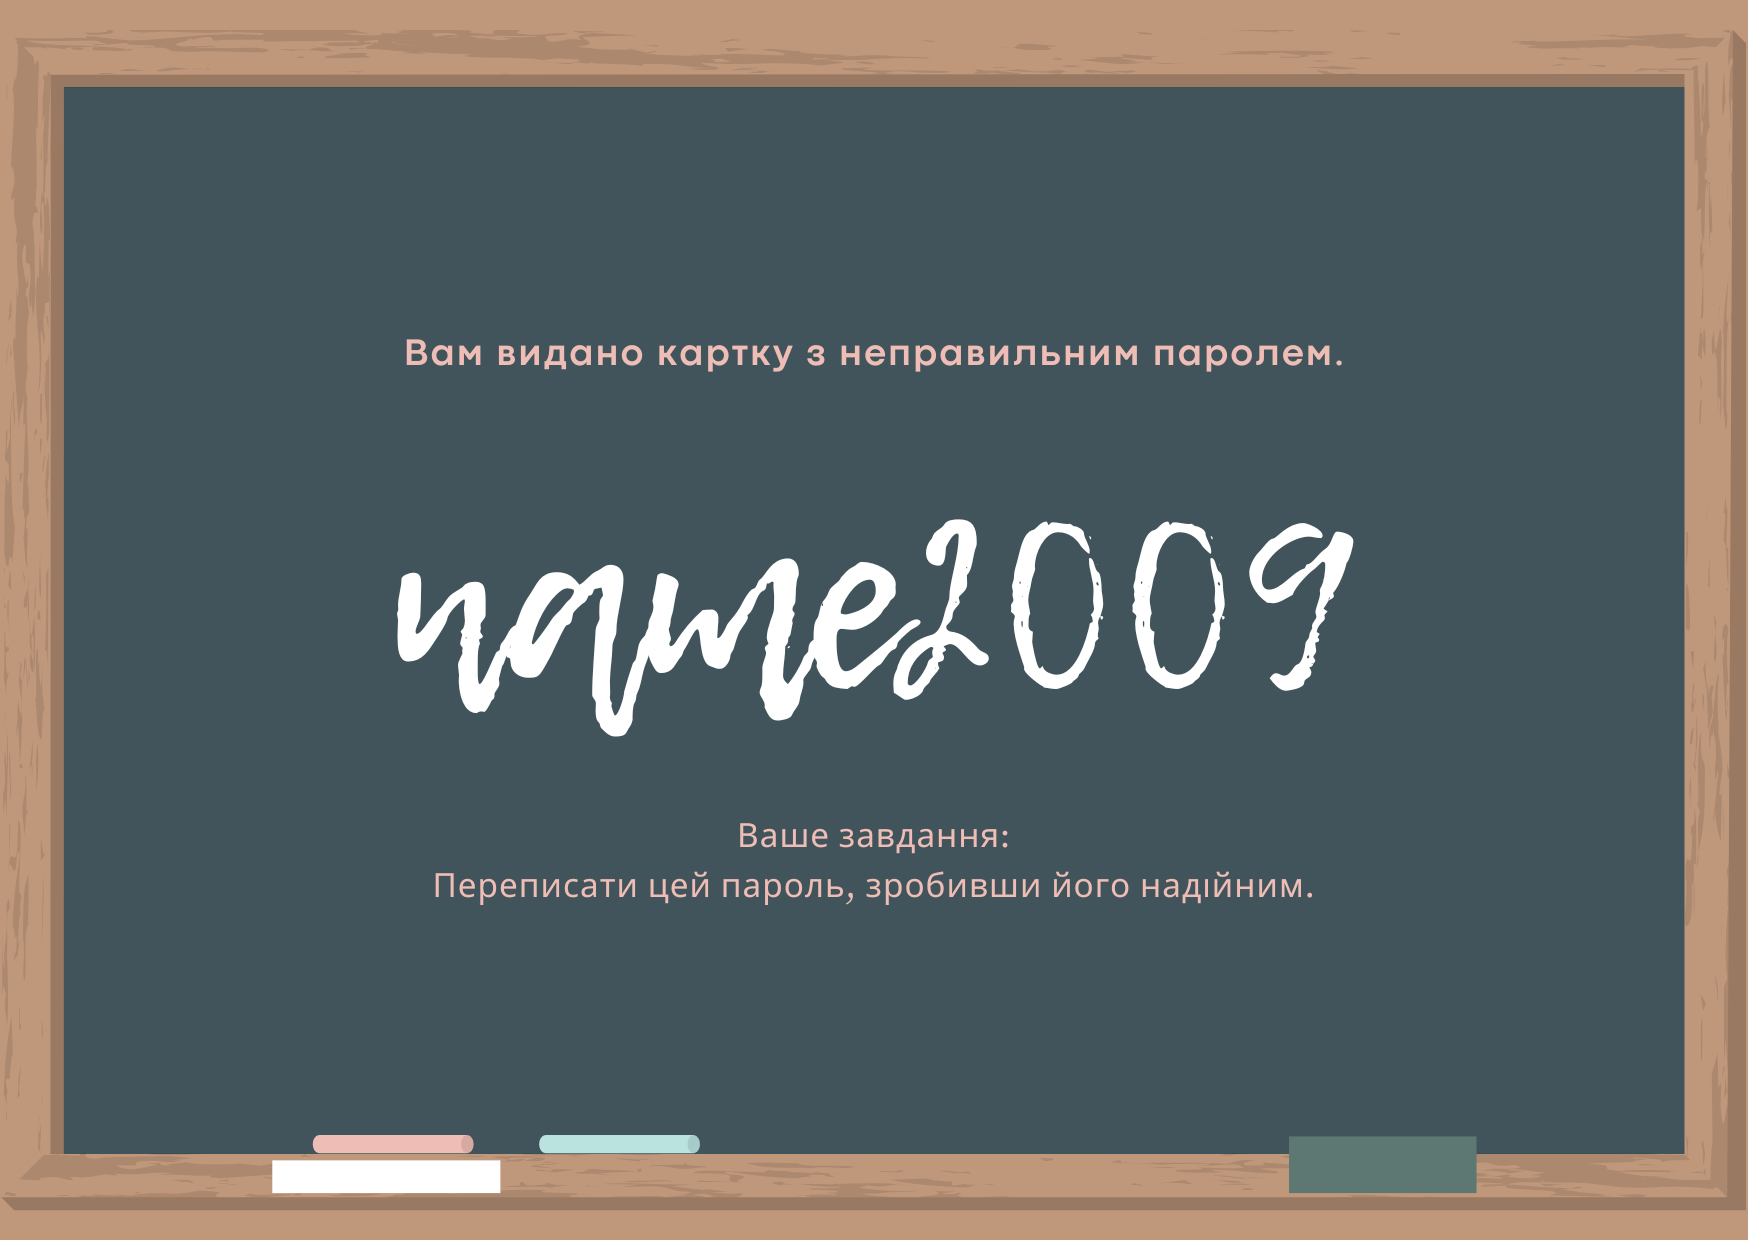 Вам видано картку з неправильним паролем.
name2009
Ваше завдання:
Переписати цей пароль, зробивши його надійним.